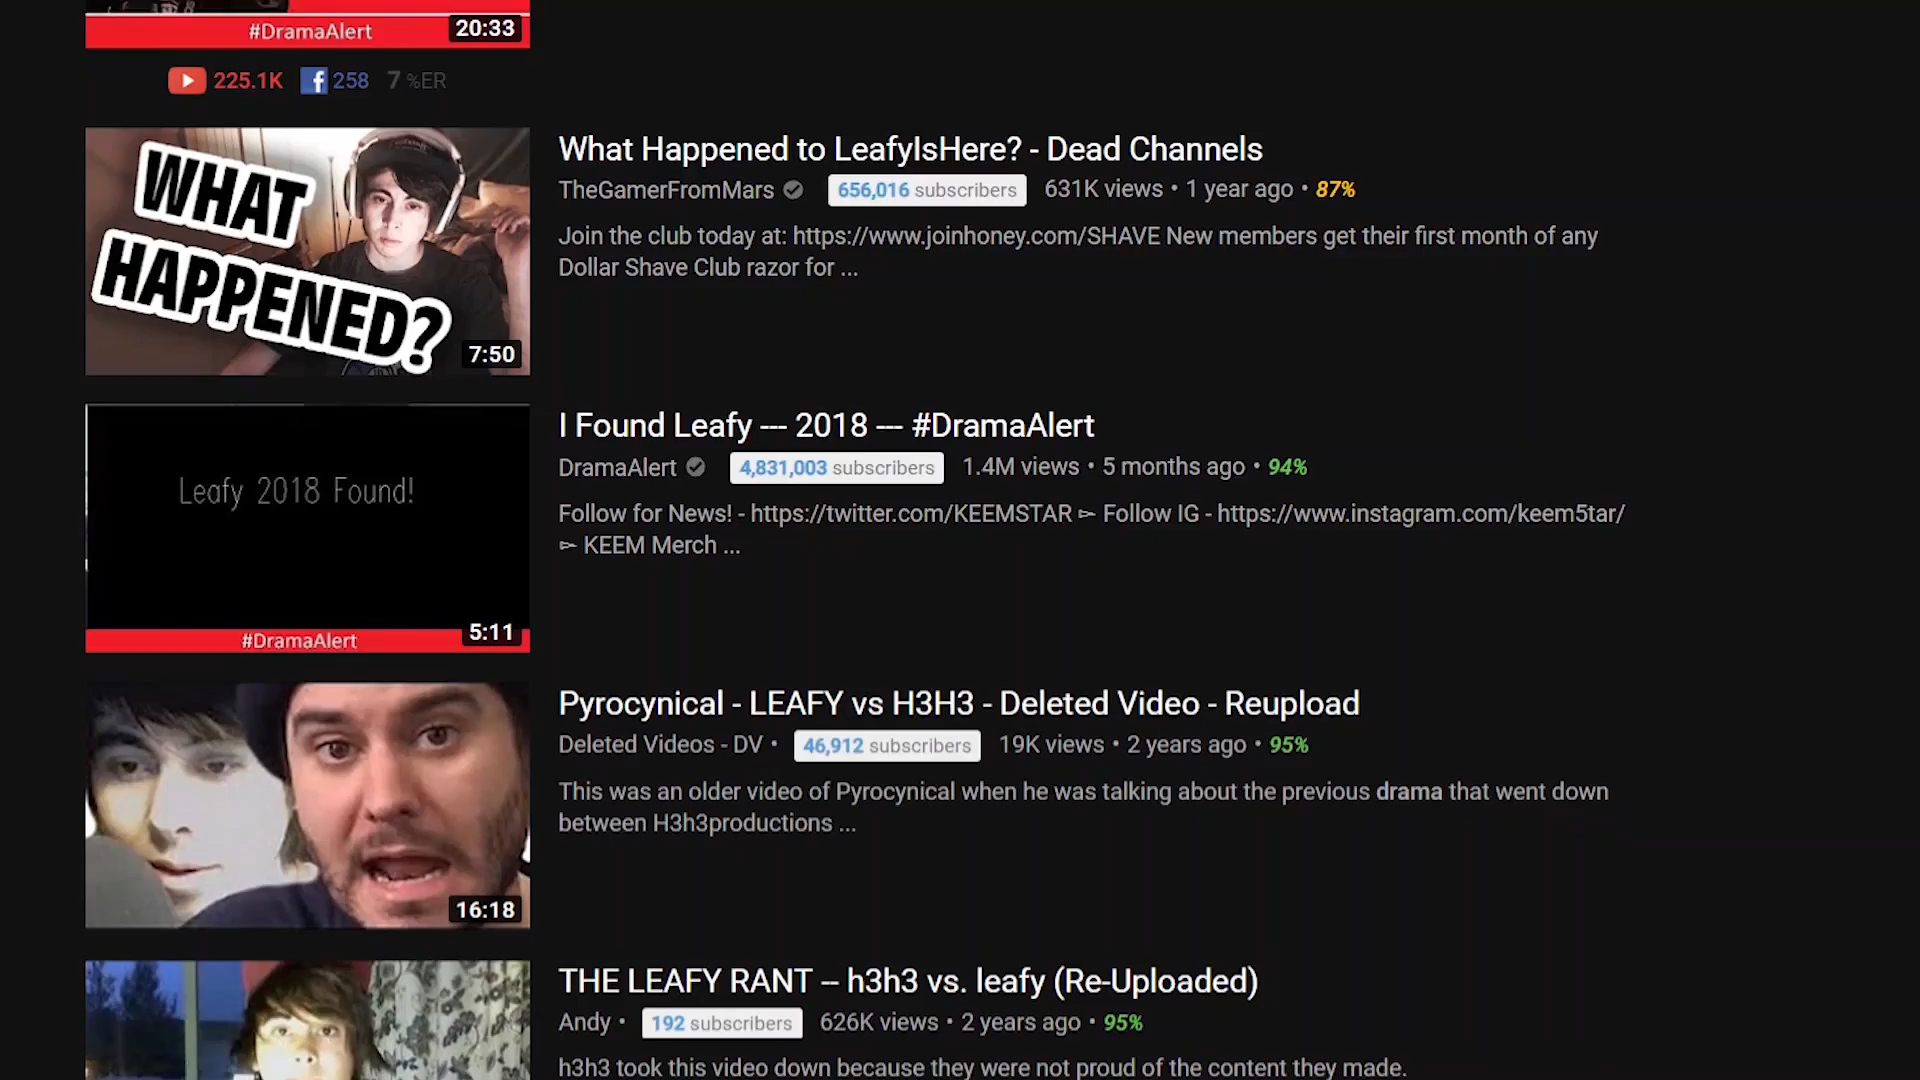 #DramaAlert
20:33
225.1K 258 7 %ER
WHAT
HAPPENED?
7:50
What Happened to LeafyIsHere? - Dead Channels
TheGamerFromMars 656,016 subscribers 631K views • 1 year ago • 87%
Join the club today at: https://www.joinhoney.com/SHAVE New members get their first month of any
Dollar Shave Club razor for ...
Leafy 2018 Found!
#DramaAlert
5:11
I Found Leafy --- 2018 --- #DramaAlert
DramaAlert 4,831,003 subscribers 1.4M views • 5 months ago • 94%
Follow for News! - https://twitter.com/KEEMSTAR ➣ Follow IG - https://www.instagram.com/keem5tar/
➣ KEEM Merch ...
16:18
Pyrocynical - LEAFY vs H3H3 - Deleted Video - Reupload
Deleted Videos - DV • 46,912 subscribers 19K views • 2 years ago • 95%
This was an older video of Pyrocynical when he was talking about the previous drama that went down
between H3h3productions ...
THE LEAFY RANT -- h3h3 vs. leafy (Re-Uploaded)
Andy • 192 subscribers 626K views • 2 years ago • 95%
h3h3 took this video down because they were not proud of the content they made.